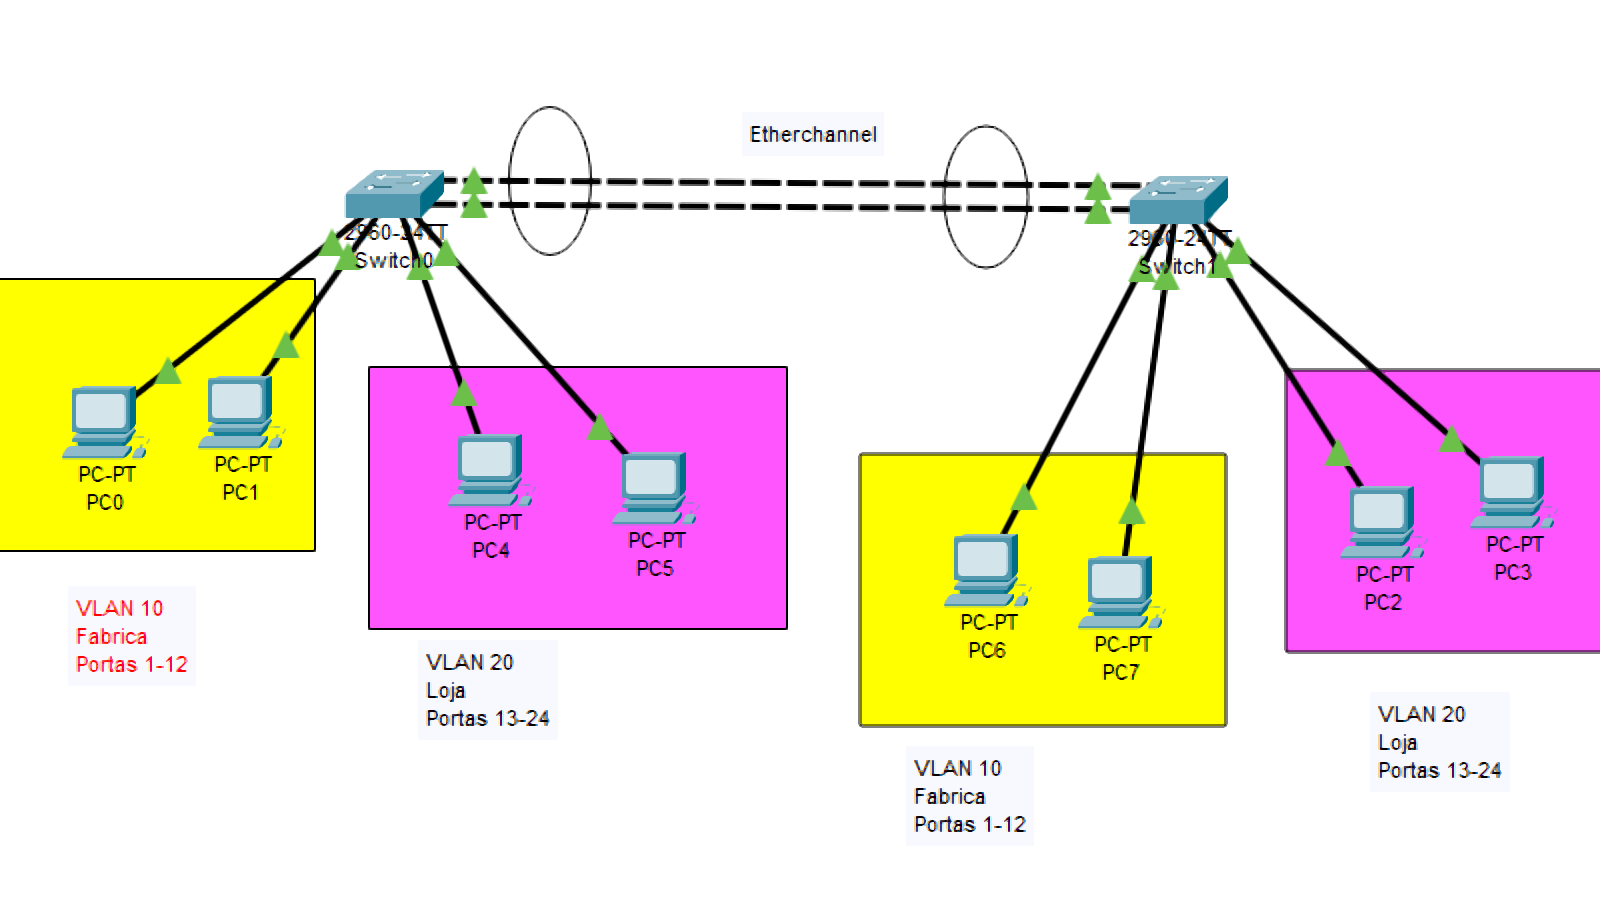 Etherchannel
2960-24TT
Switch0
2960-24TT
Switch1
PC-PT
PC0
PC-PT
PC1
PC-PT
PC4
PC-PT
PC5
PC-PT
PC6
PC-PT
PC7
PC-PT
PC2
PC-PT
PC3
VLAN 10
Fabrica
Portas 1-12
VLAN 20
Loja
Portas 13-24
VLAN 10
Fabrica
Portas 1-12
VLAN 20
Loja
Portas 13-24